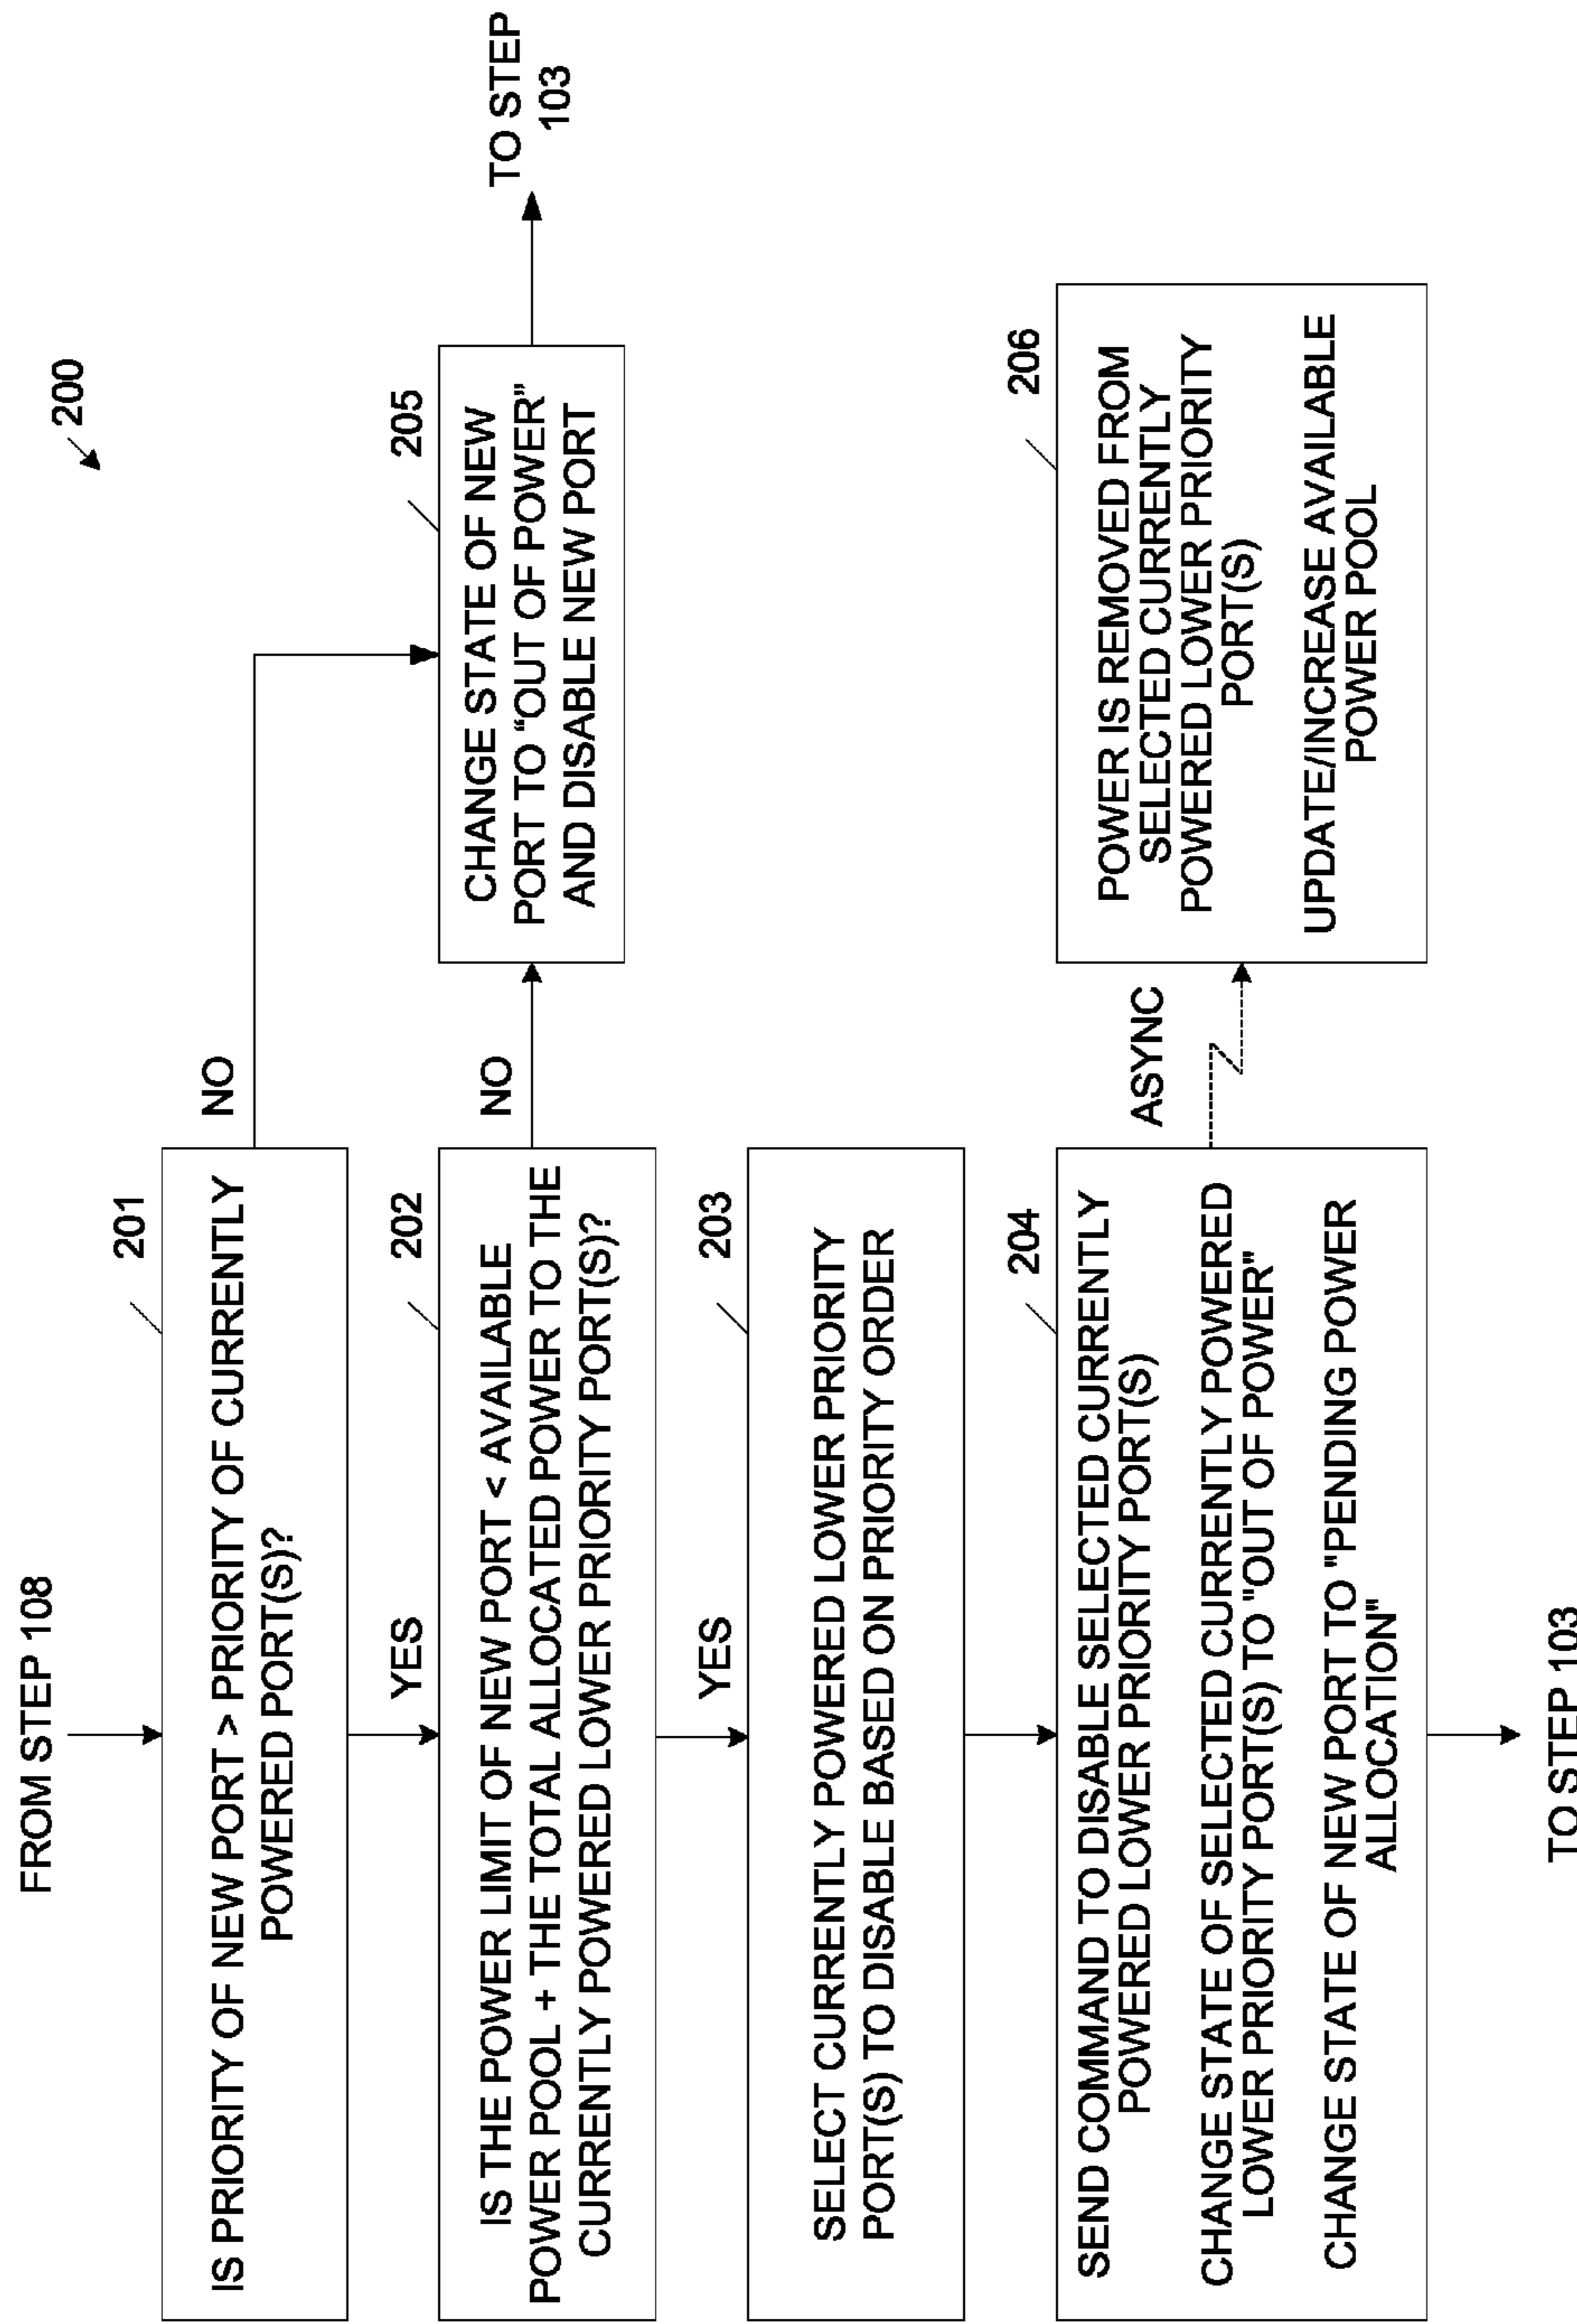 200
FROM STEP 108
201
IS PRIORITY OF NEW PORT > PRIORITY OF CURRENTLY
POWERED PORT(S)?
NO
YES
202
IS THE POWER LIMIT OF NEW PORT < AVAILABLE
POWER POOL + THE TOTAL ALLOCATED POWER TO THE
CURRENTLY POWERED LOWER PRIORITY PORT(S)?
NO
205
CHANGE STATE OF NEW
PORT TO “OUT OF POWER”
AND DISABLE NEW PORT
TO STEP
103
YES
203
SELECT CURRENTLY POWERED LOWER PRIORITY
PORT(S) TO DISABLE BASED ON PRIORITY ORDER
204
SEND COMMAND TO DISABLE SELECTED CURRENTLY
POWERED LOWER PRIORITY PORT(S)
CHANGE STATE OF SELECTED CURRENTLY POWERED
LOWER PRIORITY PORT(S) TO "OUT OF POWER"
CHANGE STATE OF NEW PORT TO "PENDING POWER
ALLOCATION"
ASYNC
206
POWER IS REMOVED FROM
SELECTED CURRENTLY
POWERED LOWER PRIORITY
PORT(S)
UPDATE/INCREASE AVAILABLE
POWER POOL
TO STEP 103